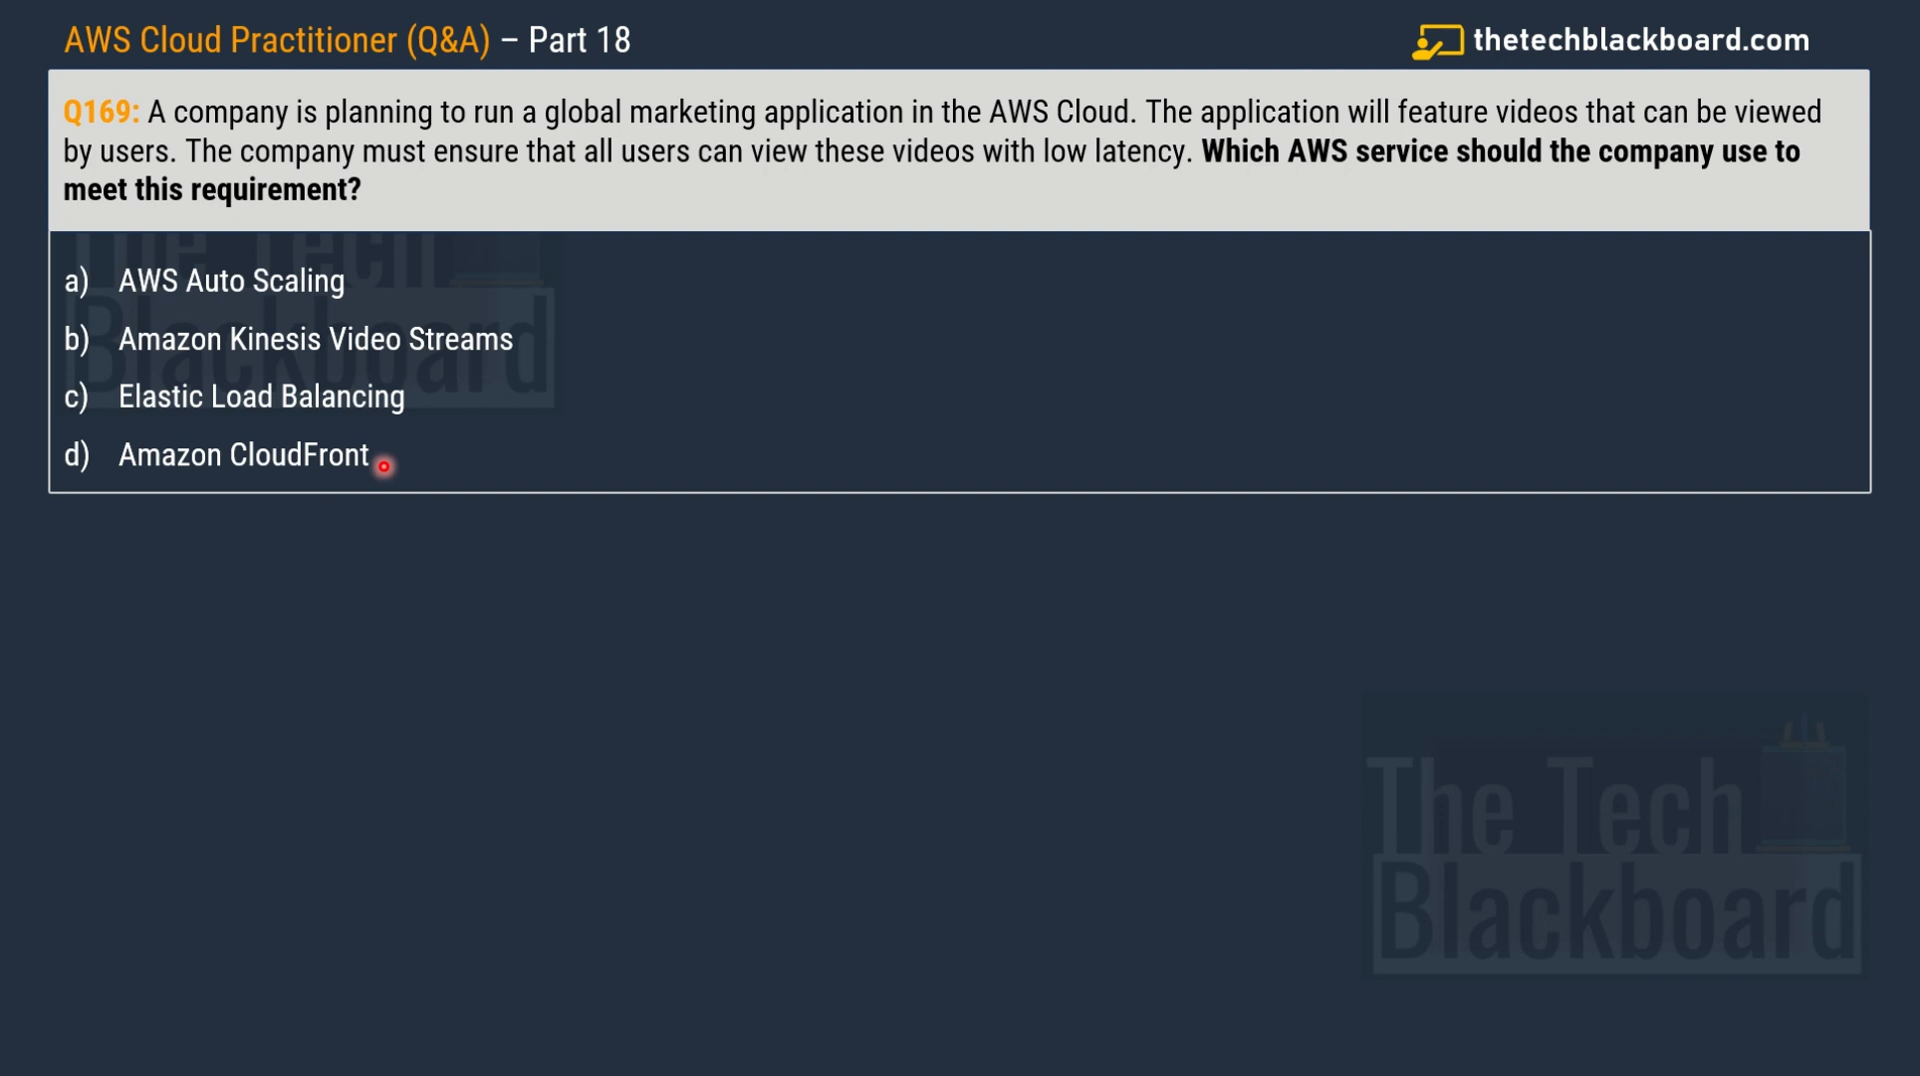 AWS Cloud Practitioner (Q&A) – Part 18
thetechblackboard.com
Q169: A company is planning to run a global marketing application in the AWS Cloud. The application will feature videos that can be viewed
by users. The company must ensure that all users can view these videos with low latency. Which AWS service should the company use to
meet this requirement?
The Tech
Blackboard
a) AWS Auto Scaling
b) Amazon Kinesis Video Streams
c) Elastic Load Balancing
d) Amazon CloudFront
The Tech
Blackboard